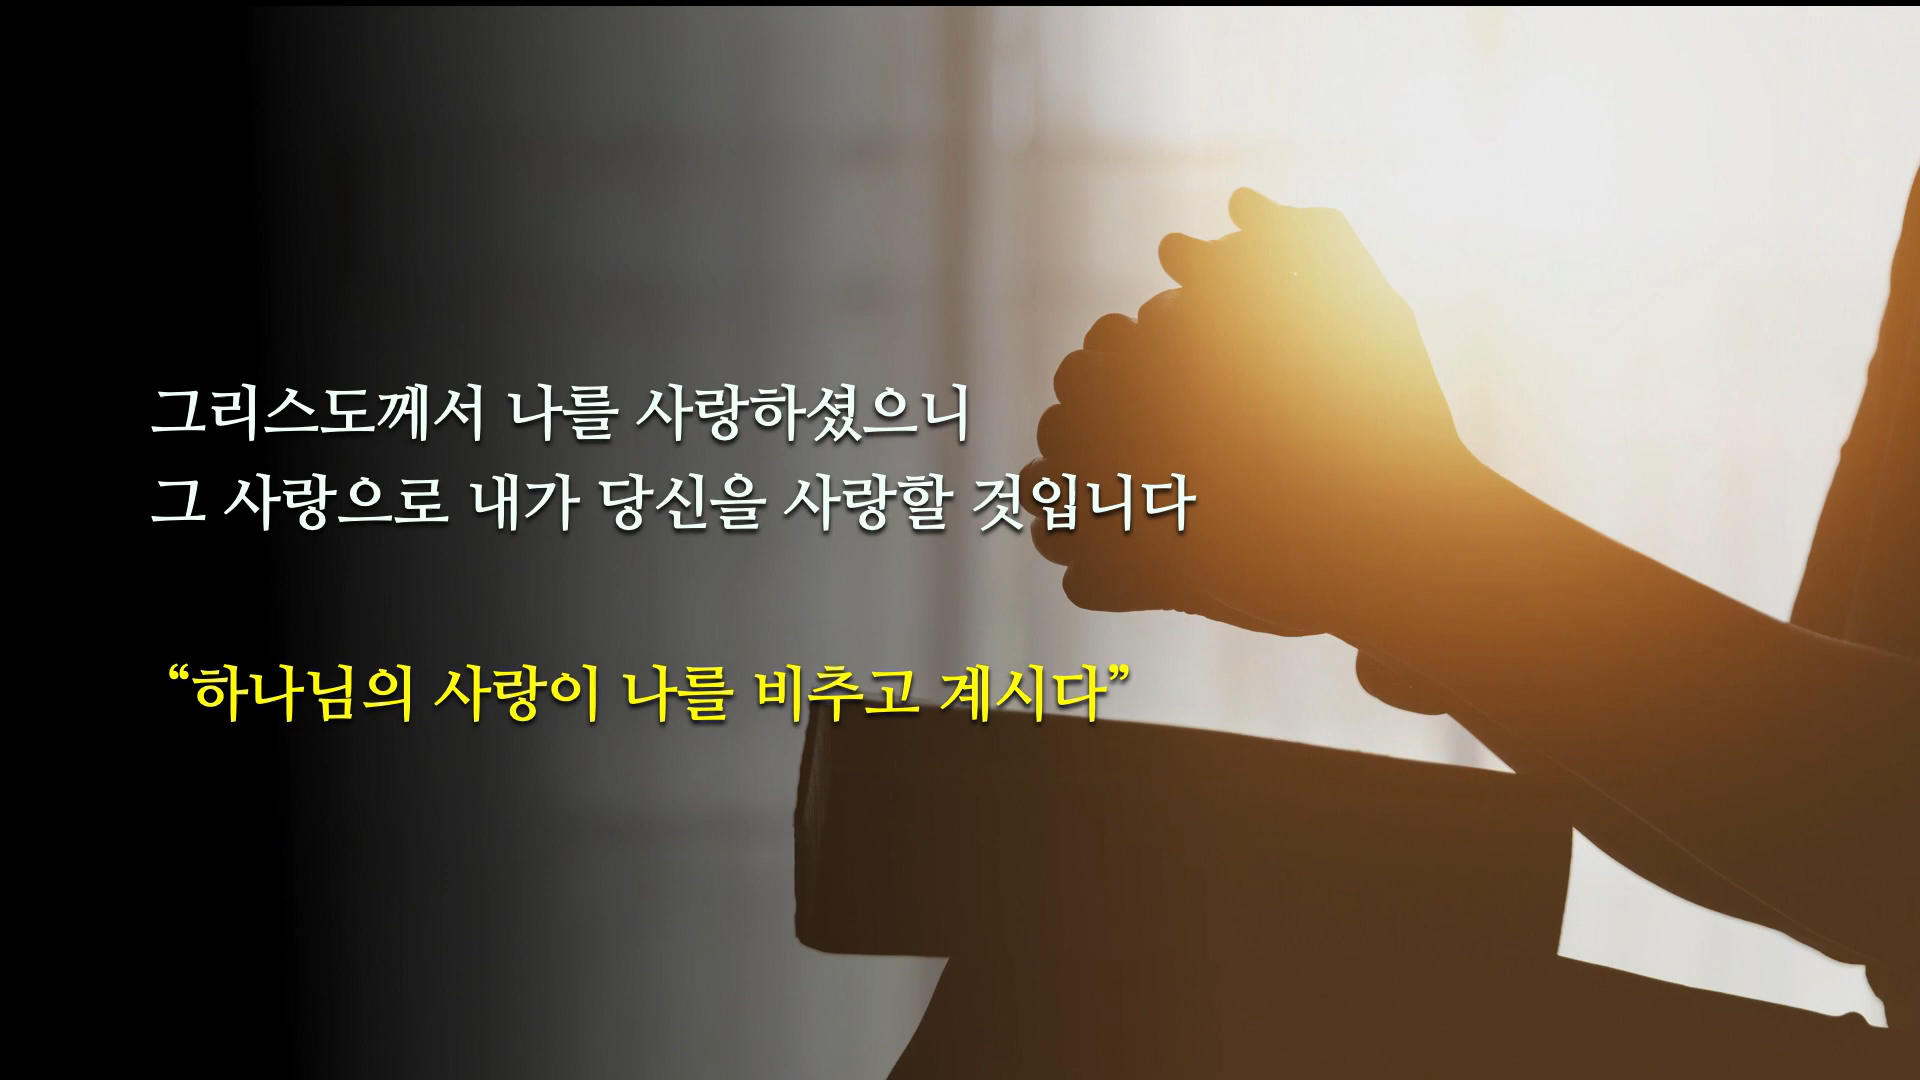 그리스도께서 나를 사랑하셨으니
그 사랑으로 내가 당신을 사랑할 것입니다
“하나님의 사랑이 나를 비추고 계시다”